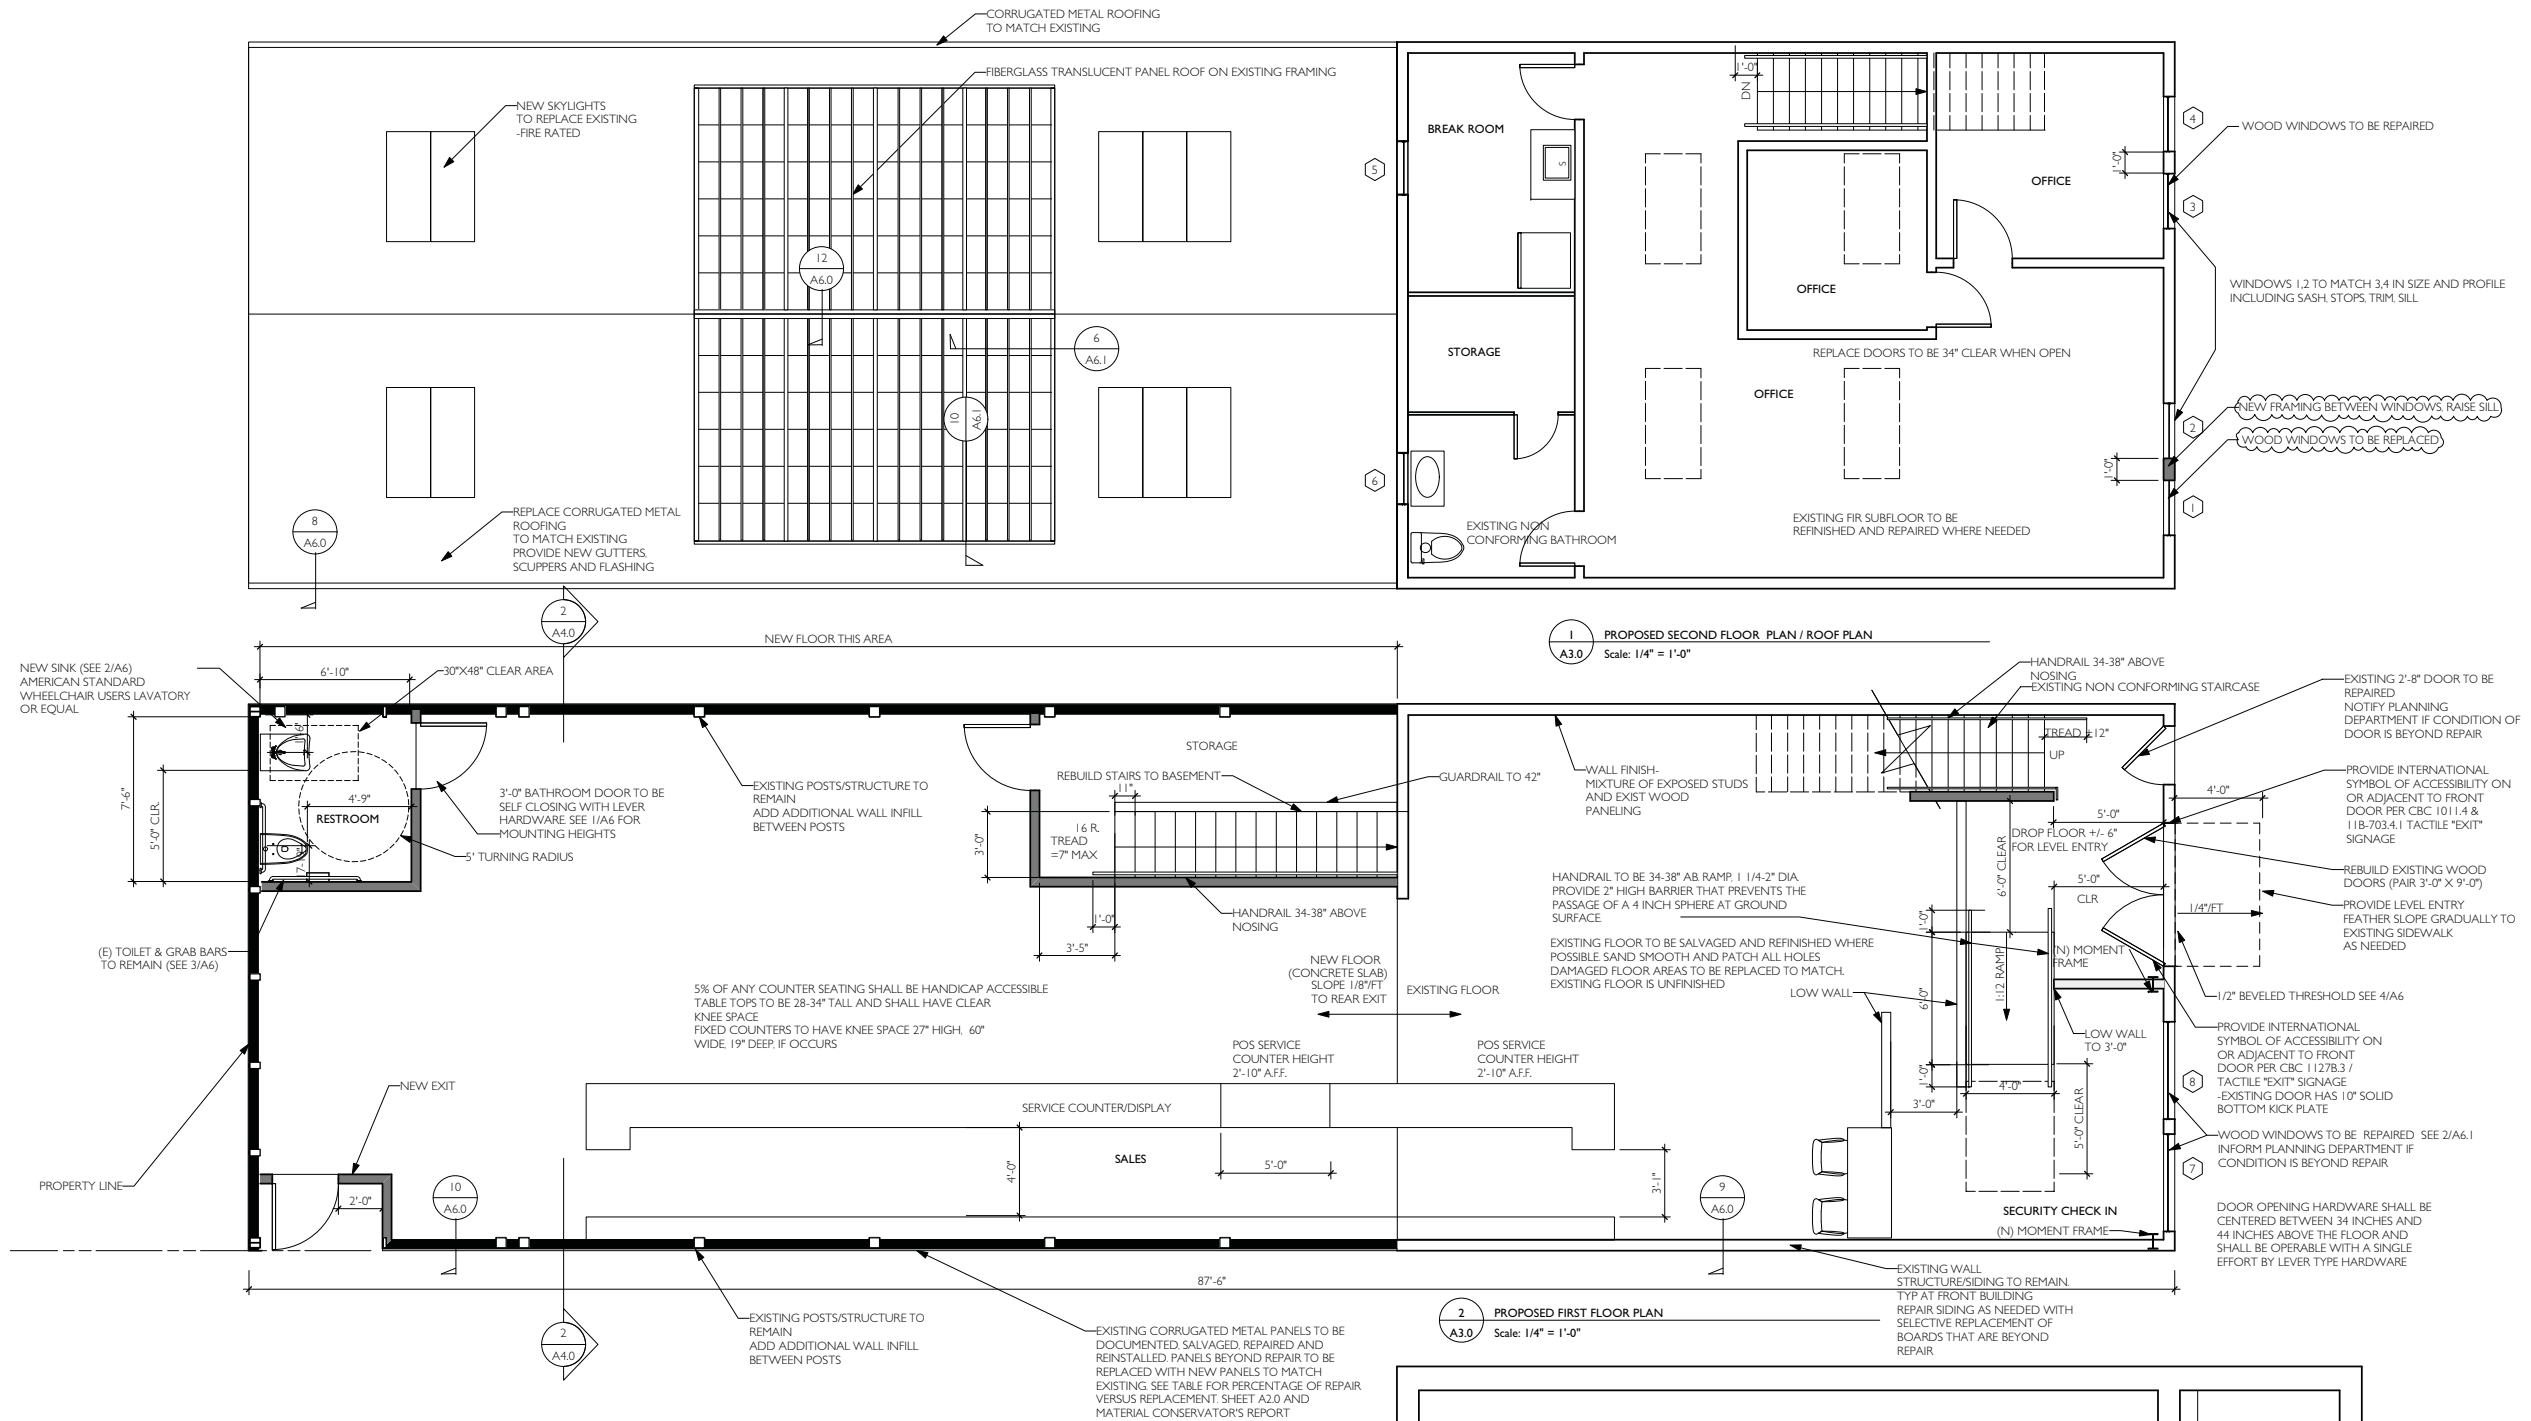 CORRUGATED METAL ROOFING
TO MATCH EXISTING
FIBERGLASS TRANSLUCENT PANEL ROOF ON EXISTING FRAMING
NEW SKYLIGHTS
TO REPLACE EXISTING
-FIRE RATED
12
A6.0
6
A6.1
10
A6.1
8
A6.0
REPLACE CORRUGATED METAL
ROOFING
TO MATCH EXISTING
PROVIDE NEW GUTTERS,
SCUPPERS AND FLASHING
BREAK ROOM
S
5
STORAGE
6
EXISTING NON
CONFORMING BATHROOM
1'-0"
DN
OFFICE
OFFICE
REPLACE DOORS TO BE 34" CLEAR WHEN OPEN
OFFICE
EXISTING FIR SUBFLOOR TO BE
REFINISHED AND REPAIRED WHERE NEEDED
4
WOOD WINDOWS TO BE REPAIRED
1'-0"
3
WINDOWS 1,2 TO MATCH 3,4 IN SIZE AND PROFILE
INCLUDING SASH, STOPS, TRIM, SILL
NEW FRAMING BETWEEN WINDOWS, RAISE SILL
2
WOOD WINDOWS TO BE REPLACED
1'-0"
1
1
A3.0
PROPOSED SECOND FLOOR PLAN / ROOF PLAN
Scale: 1/4" = 1'-0"
2
A4.0
NEW FLOOR THIS AREA
NEW SINK (SEE 2/A6)
AMERICAN STANDARD
WHEELCHAIR USERS LAVATORY
OR EQUAL
6'-10"
30"X48" CLEAR AREA
7'-6"
5'-0" CLR.
1'-6"
4'-9"
RESTROOM
3'-0" BATHROOM DOOR TO BE
SELF CLOSING WITH LEVER
HARDWARE. SEE 1/A6 FOR
MOUNTING HEIGHTS
5' TURNING RADIUS
(E) TOILET & GRAB BARS
TO REMAIN (SEE 3/A6)
EXISTING POSTS/STRUCTURE TO
REMAIN
ADD ADDITIONAL WALL INFILL
BETWEEN POSTS
STORAGE
REBUILD STAIRS TO BASEMENT
GUARDRAIL TO 42"
11"
3'-0"
16 R.
TREAD
=7" MAX
1'-0"
3'-5"
HANDRAIL 34-38" ABOVE
NOSING
NEW FLOOR
(CONCRETE SLAB)
SLOPE 1/8"/FT
TO REAR EXIT
EXISTING FLOOR
5% OF ANY COUNTER SEATING SHALL BE HANDICAP ACCESSIBLE
TABLE TOPS TO BE 28-34" TALL AND SHALL HAVE CLEAR
KNEE SPACE
FIXED COUNTERS TO HAVE KNEE SPACE 27" HIGH, 60"
WIDE, 19" DEEP, IF OCCURS
POS SERVICE
COUNTER HEIGHT
2'-10" A.F.F.
POS SERVICE
COUNTER HEIGHT
2'-10" A.F.F.
SERVICE COUNTER/DISPLAY
4'-0"
SALES
5'-0"
3'-1"
NEW EXIT
2'-0"
PROPERTY LINE
10
A6.0
9
A6.0
87'-6"
2
A4.0
EXISTING POSTS/STRUCTURE TO
REMAIN
ADD ADDITIONAL WALL INFILL
BETWEEN POSTS
EXISTING CORRUGATED METAL PANELS TO BE
DOCUMENTED, SALVAGED, REPAIRED AND
REINSTALLED. PANELS BEYOND REPAIR TO BE
REPLACED WITH NEW PANELS TO MATCH
EXISTING. SEE TABLE FOR PERCENTAGE OF REPAIR
VERSUS REPLACEMENT. SHEET A2.0 AND
MATERIAL CONSERVATOR'S REPORT
2
A3.0
PROPOSED FIRST FLOOR PLAN
Scale: 1/4" = 1'-0"
HANDRAIL 34-38" ABOVE
NOSING
EXISTING NON CONFORMING STAIRCASE
TREAD ±12"
UP
WALL FINISH-
MIXTURE OF EXPOSED STUDS
AND EXIST WOOD
PANELING
EXISTING 2'-8" DOOR TO BE
REPAIRED
NOTIFY PLANNING
DEPARTMENT IF CONDITION OF
DOOR IS BEYOND REPAIR
PROVIDE INTERNATIONAL
SYMBOL OF ACCESSIBILITY ON
OR ADJACENT TO FRONT
DOOR PER CBC 1011.4 &
11B-703.4.1 TACTILE "EXIT"
SIGNAGE
4'-0"
5'-0"
DROP FLOOR +/- 6"
FOR LEVEL ENTRY
6'-0" CLEAR
5'-0"
CLR
1/4"/FT
REBUILD EXISTING WOOD
DOORS (PAIR 3'-0" X 9'-0")
PROVIDE LEVEL ENTRY
FEATHER SLOPE GRADUALLY TO
EXISTING SIDEWALK
AS NEEDED
HANDRAIL TO BE 34-38" AB. RAMP, 1 1/4-2" DIA.
PROVIDE 2" HIGH BARRIER THAT PREVENTS THE
PASSAGE OF A 4 INCH SPHERE AT GROUND
SURFACE.
EXISTING FLOOR TO BE SALVAGED AND REFINISHED WHERE
POSSIBLE. SAND SMOOTH AND PATCH ALL HOLES
DAMAGED FLOOR AREAS TO BE REPLACED TO MATCH.
EXISTING FLOOR IS UNFINISHED
LOW WALL
1'-0"
6'-0"
1:12 RAMP
1'-0"
4'-0"
3'-0"
5'-0" CLEAR
(N) MOMENT
FRAME
LOW WALL
TO 3'-0"
1/2" BEVELED THRESHOLD SEE 4/A6
PROVIDE INTERNATIONAL
SYMBOL OF ACCESSIBILITY ON
OR ADJACENT TO FRONT
DOOR PER CBC 1127B.3 /
TACTILE "EXIT" SIGNAGE
-EXISTING DOOR HAS 10" SOLID
BOTTOM KICK PLATE
8
WOOD WINDOWS TO BE REPAIRED SEE 2/A6.1
INFORM PLANNING DEPARTMENT IF
CONDITION IS BEYOND REPAIR
7
SECURITY CHECK IN
(N) MOMENT FRAME
DOOR OPENING HARDWARE SHALL BE
CENTERED BETWEEN 34 INCHES AND
44 INCHES ABOVE THE FLOOR AND
SHALL BE OPERABLE WITH A SINGLE
EFFORT BY LEVER TYPE HARDWARE
EXISTING WALL
STRUCTURE/SIDING TO REMAIN.
TYP AT FRONT BUILDING
REPAIR SIDING AS NEEDED WITH
SELECTIVE REPLACEMENT OF
BOARDS THAT ARE BEYOND
REPAIR